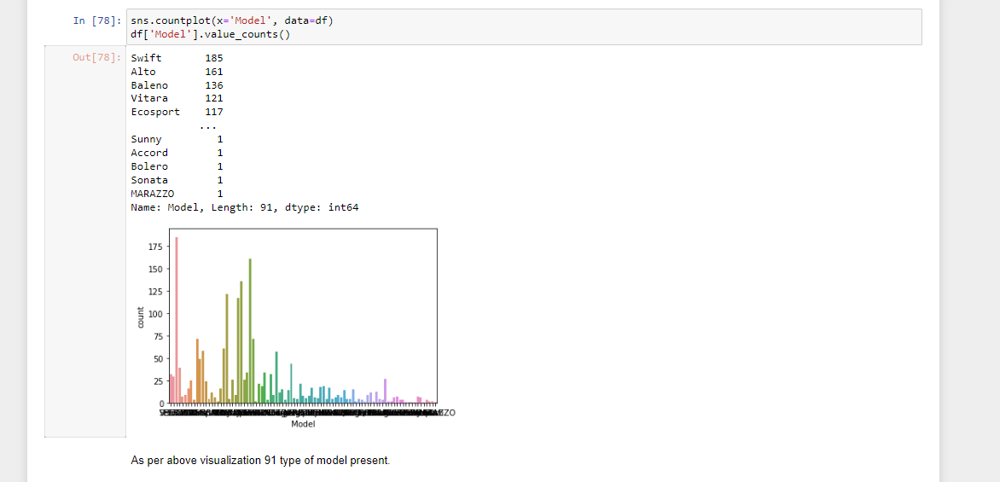 In [78]: sns.countplot(x='Model', data=df)
df['Model'].value_counts()
Out[78]: Swift 185
Alto 161
Baleno 136
Vitara 121
Ecosport 117
...
Sunny 1
Accord 1
Bolero 1
Sonata 1
MARAZZO 1
Name: Model, Length: 91, dtype: int64
175
150
125
count
100
75
50
25
0
Model
As per above visualization 91 type of model present.